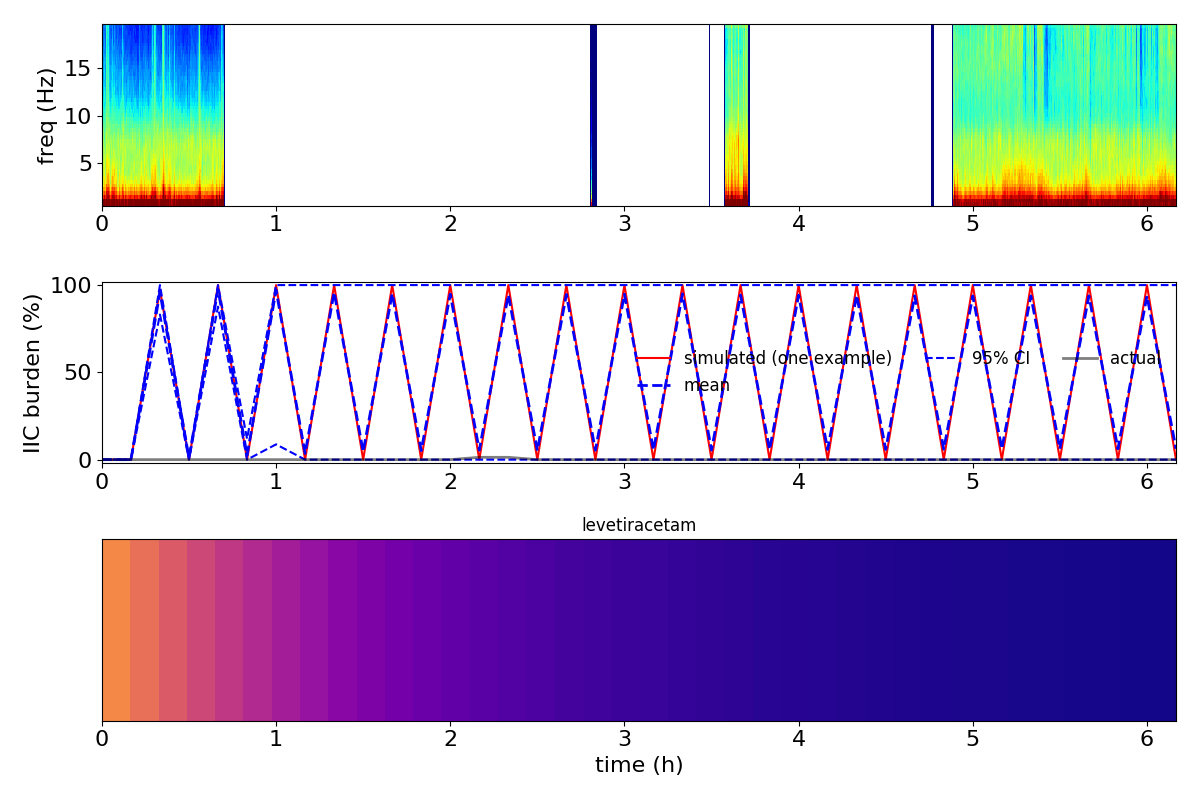 freq (Hz)
15
10
5
0 1 2 3 4 5 6
IIC burden (%)
100
50
0
simulated (one example) 95% CI actual
mean
0 1 2 3 4 5 6
levetiracetam
0 1 2 3 4 5 6
time (h)